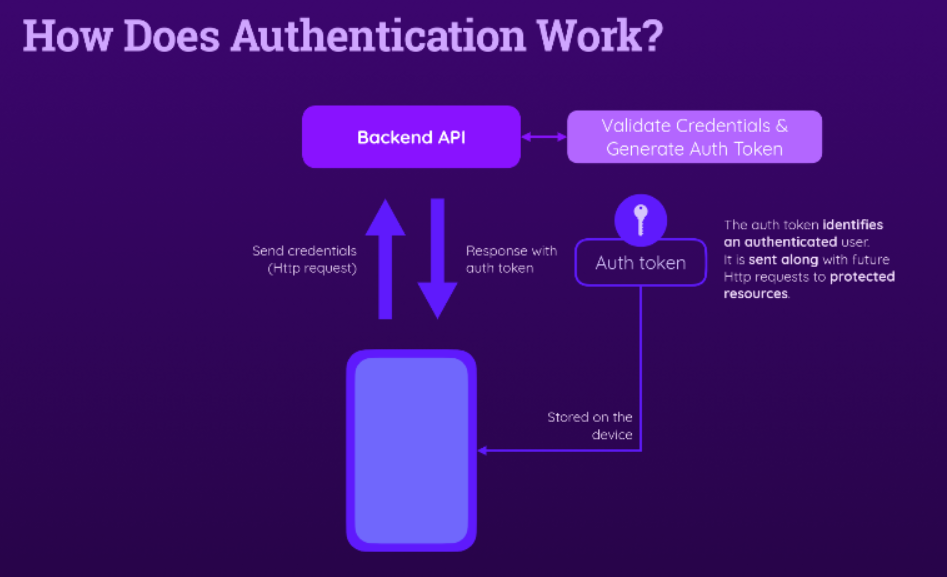 How Does Authentication Work?
Backend API
Validate Credentials &
Generate Auth Token
Send credentials
(Http request)
Response with
auth token
Auth token
The auth token identifies
an authenticated user.
It is sent along with future
Http requests to protected
resources.
Stored on the
device